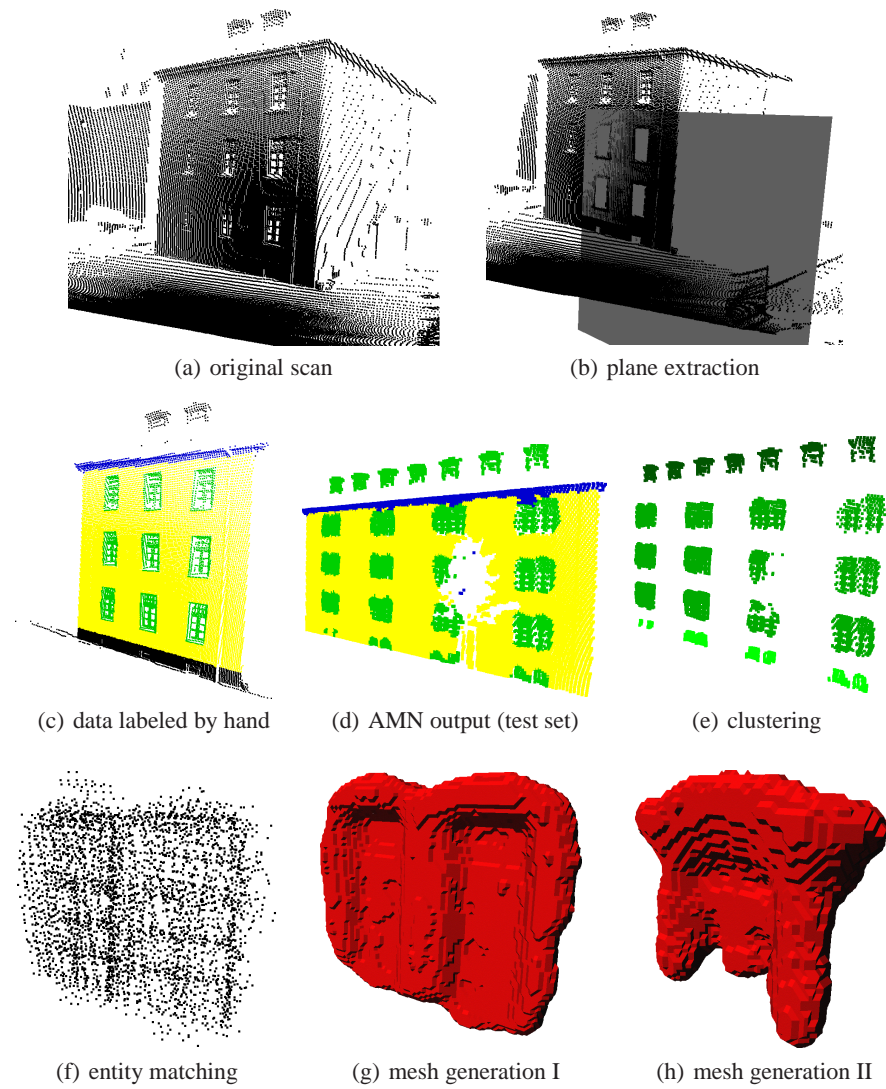 (a) original scan
(b) plane extraction
(c) data labeled by hand
(d) AMN output (test set)
(e) clustering
(f) entity matching
(g) mesh generation I
(h) mesh generation II